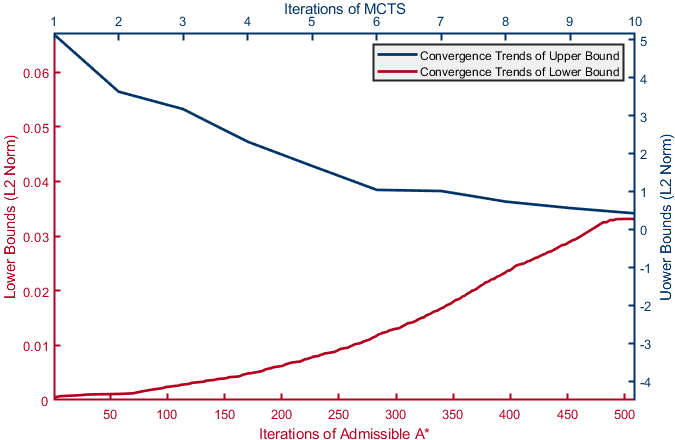 Iterations of MCTS
1 2 3 4 5 6 7 8 9 10
Convergence Trends of Upper Bound
Convergence Trends of Lower Bound
Lower Bounds (L2 Norm)
0.06
0.05
0.04
0.03
0.02
0.01
0
5
4
3
2
1
0
-1
-2
-3
-4
Uower Bounds (L2 Norm)
50 100 150 200 250 300 350 400 450 500
Iterations of Admissible A*